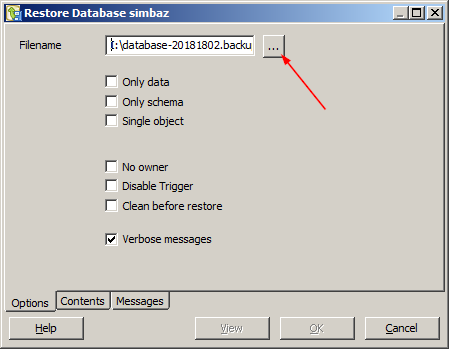 Restore Database simbaz
Filename
:\database-20181802.backu
...
Only data
Only schema
Single object
No owner
Disable Trigger
Clean before restore
Verbose messages
Options Contents Messages
Help View OK Cancel